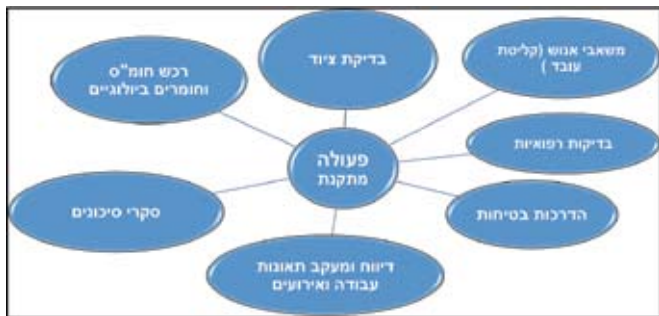 בדיקת ציוד
משאבי אנוש (קליטת
עובד )
רכש חומ"ס
וחומרים ביולוגיים
פעולה
מתקנת
בדיקות רפואיות
הדרכות בטיחות
סקרי סיכונים
דיווח ומעקב תאונות
עבודה ואירועים